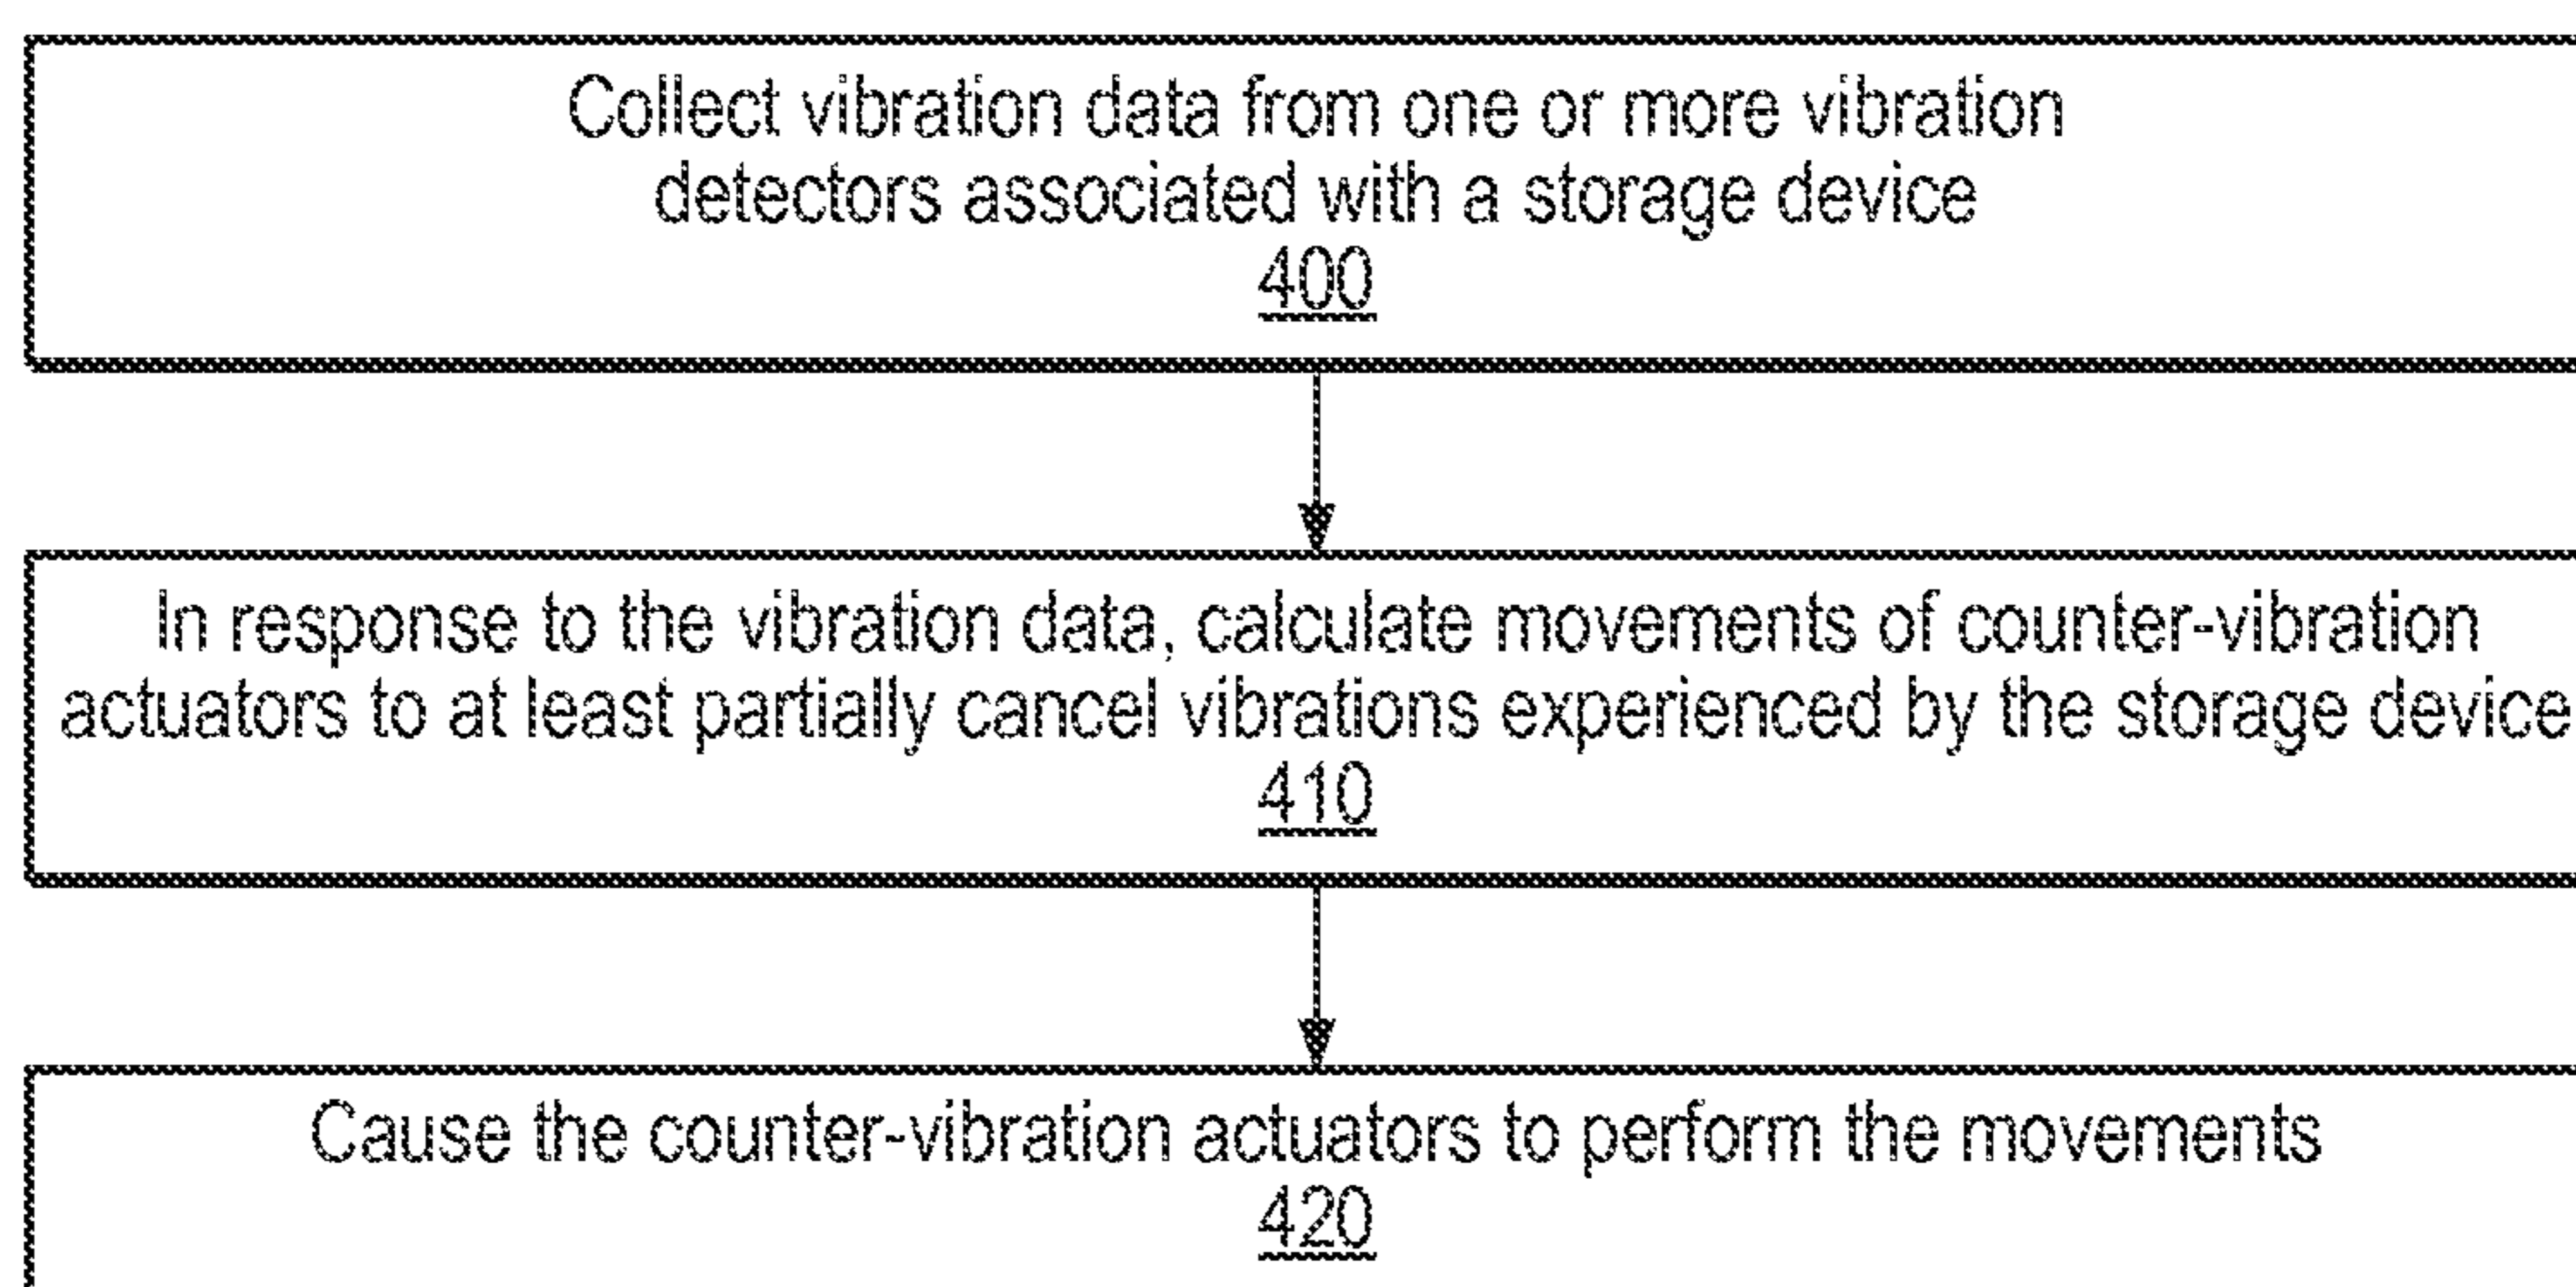 Collect vibration data from one or more vibration
detectors associated with a storage device
400
In response to the vibration data, calculate movements of counter-vibration
actuators to at least partially cancel vibrations experienced by the storage device
410
Cause the counter-vibration actuators to perform the movements
420